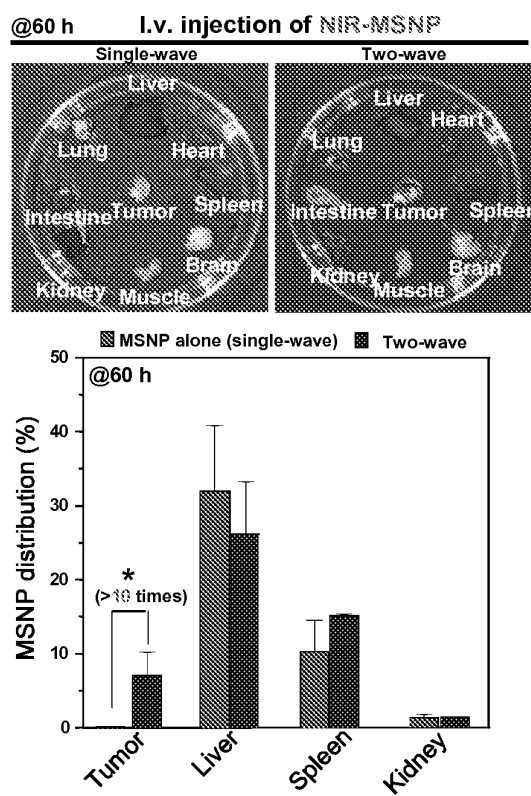 @60 h I.v. injection of NIR-MSNP
Single-wave Two-wave
Liver
Lung
Heart
Intestine
Tumor
Spleen
Brain
Kidney
Muscle
Liver
Lung
Heart
Intestine
Tumor
Spleen
Brain
Kidney
Muscle
MSNP alone (single-wave) Two-wave
@60 h
MSNP distribution (%)
50
40
30
20
10
0
*
(>10 times)
Tumor Liver Spleen Kidney